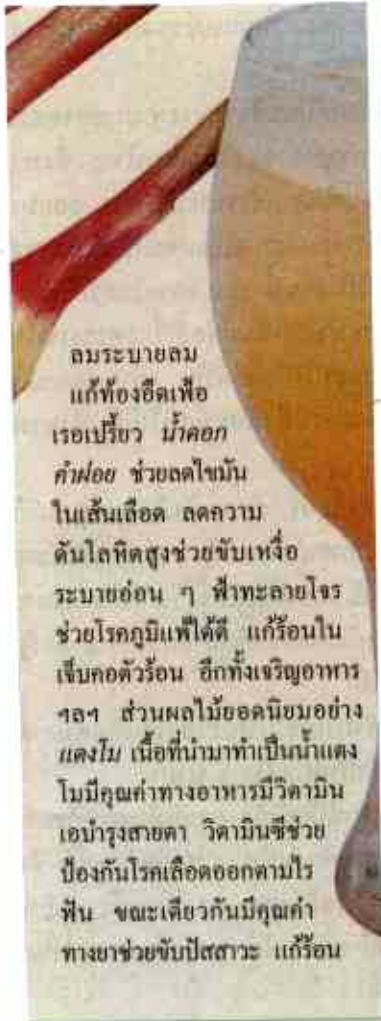 ลมระบายลม
แก้ท้องอืดเฟ้อ
เรอเปรี้ยว น้ำดอก
คำฝอย ช่วยลดไขมัน
ในเส้นเลือด ลดความ
ดันโลหิตสูงช่วยขับเหงื่อ
ระบายอ่อน ๆ ฟ้าทะลายโจร
ช่วยโรคภูมิแพ้ได้ดี แก้ร้อนใน
เจ็บคอตัวร้อน อีกทั้งเจริญอาหาร
ฯลฯ ส่วนผลไม้ยอดนิยมอย่าง
แตงโม เนื้อที่นำมาทำเป็นน้ำแตง
โมมีคุณค่าทางอาหารมีวิตามิน
เอบำรุงสายตา วิตามินซีช่วย
ป้องกันโรคเลือดออกตามไร
ฟัน ขณะเดียวกันมีคุณค่า
ทางยาช่วยขับปัสสาวะ แก้ร้อน